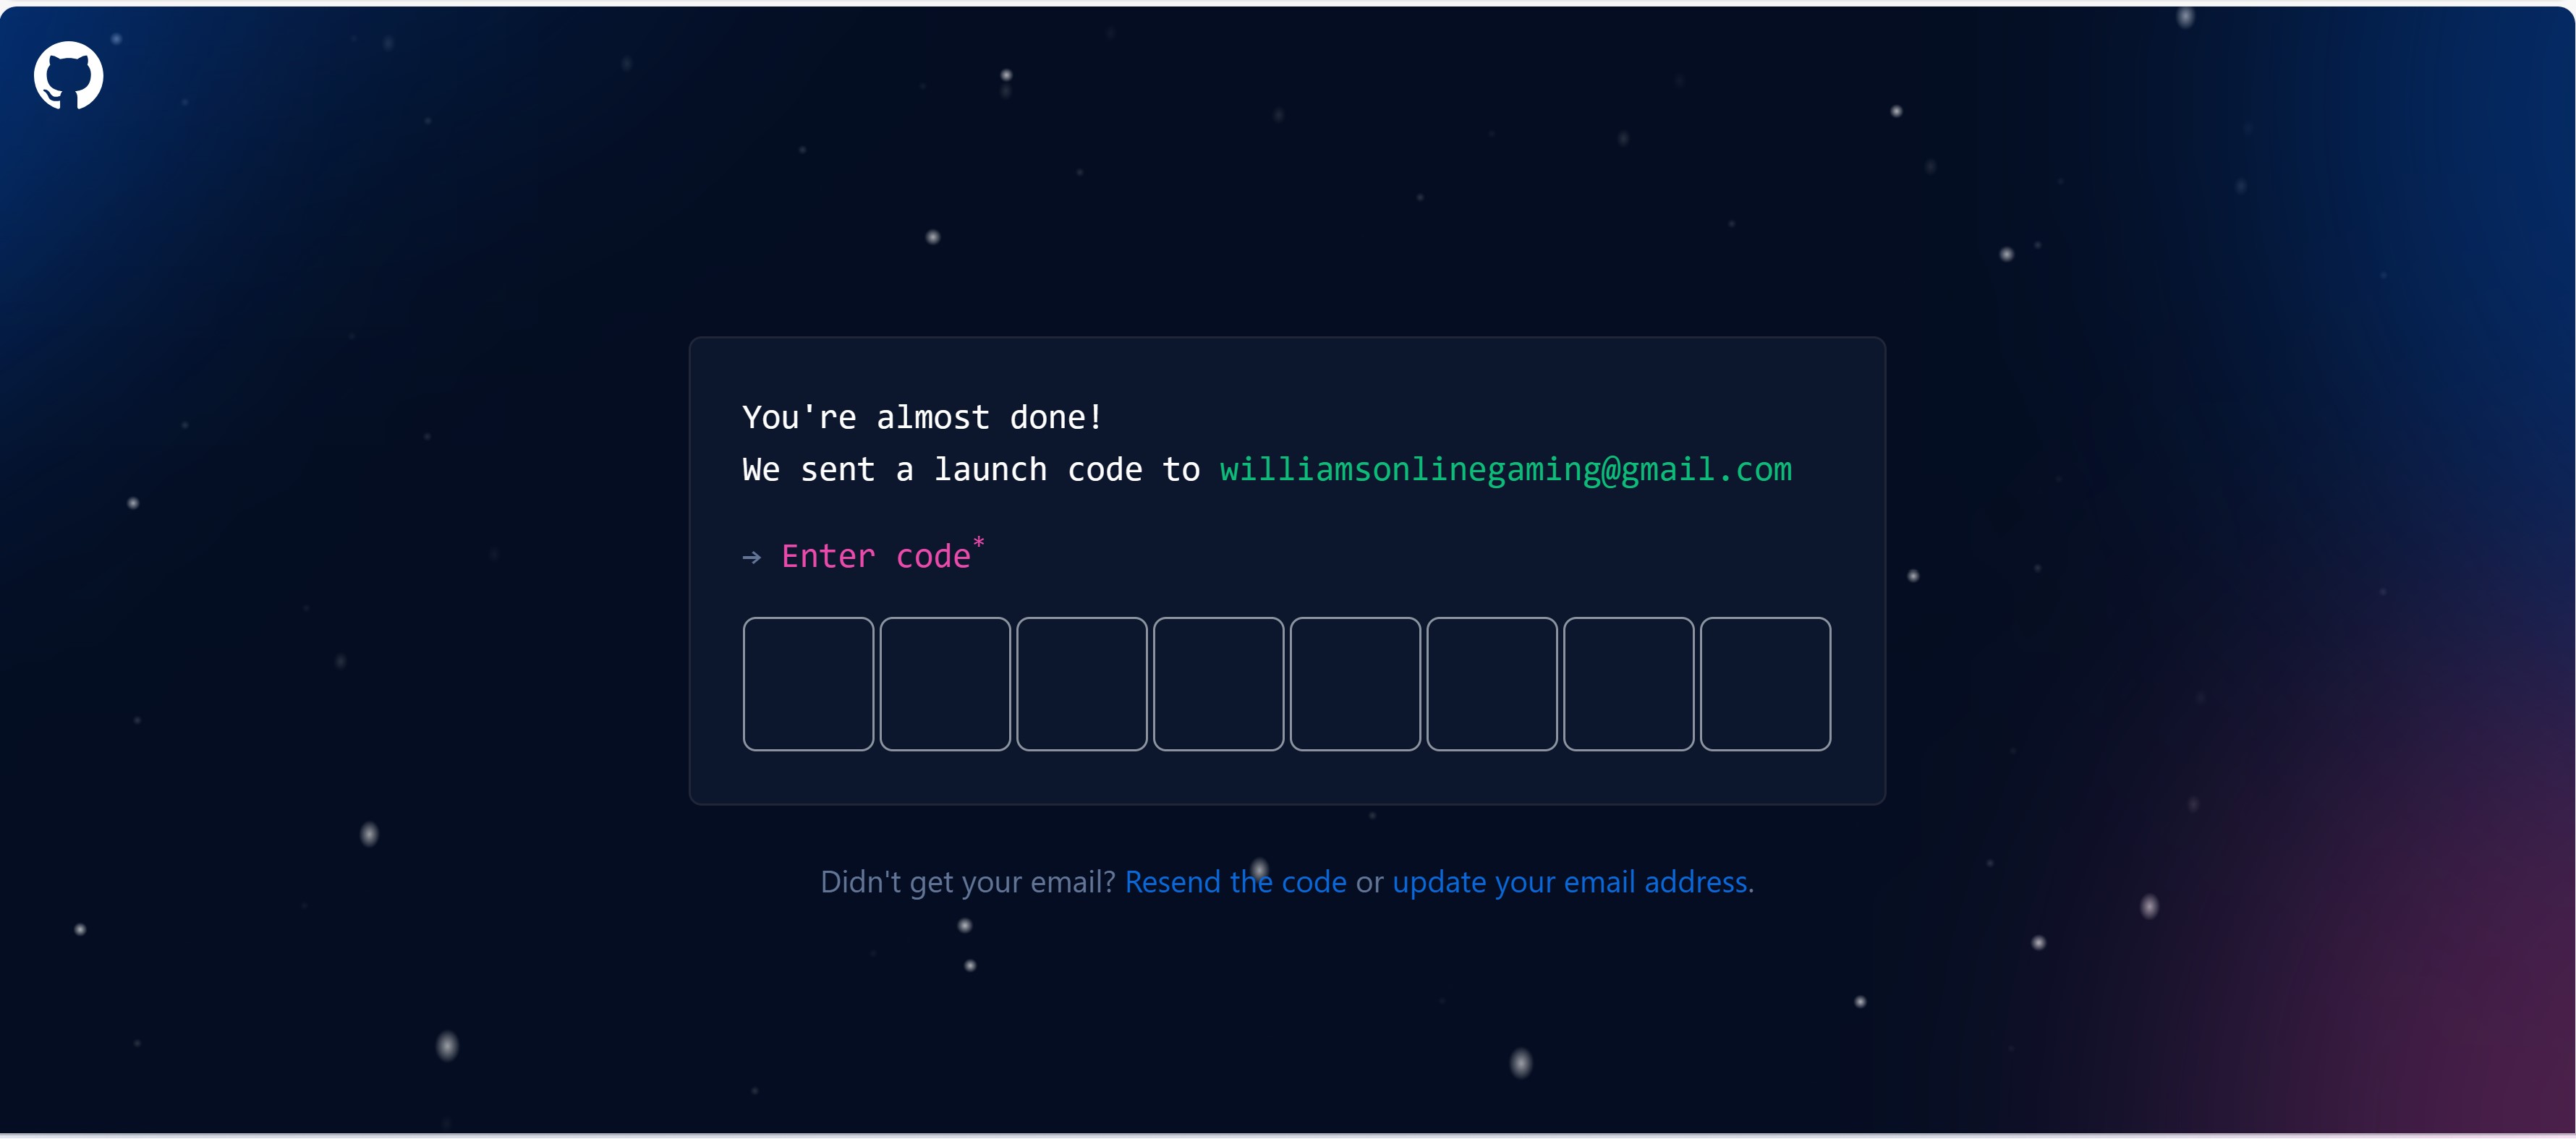 You're almost done!
We sent a launch code to williamsonlinegaming@gmail.com
→ Enter code*
Didn't get your email? Resend the code or update your email address.